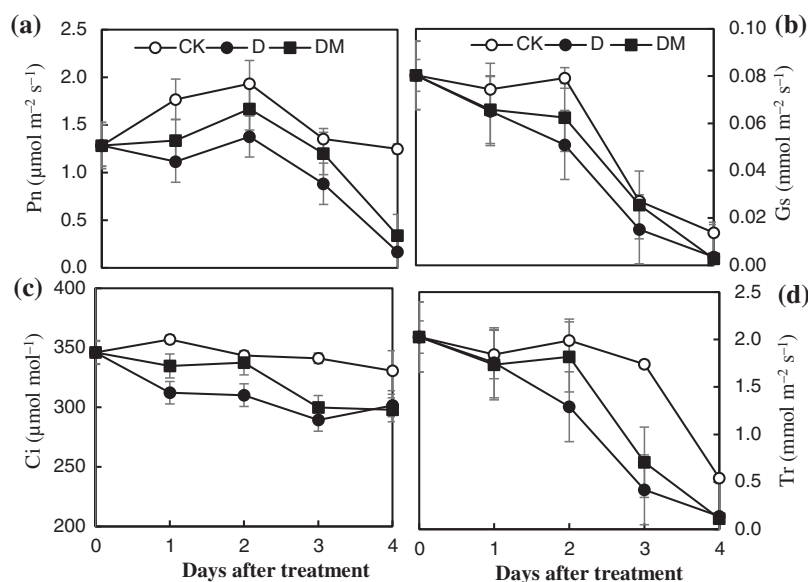 (a)
2.5
2.0
1.5
1.0
0.5
0.0
Pn (µmol m⁻² s⁻¹)
CK D DM
(b)
CK D DM
0.10
0.08
0.06
0.04
0.02
0.00
Gs (mmol m⁻² s⁻¹)
(c)
400
350
300
250
200
Ci (µmol mol⁻¹)
0 1 2 3 4
Days after treatment
(d)
2.5
2.0
1.5
1.0
0.5
0.0
Tr (mmol m⁻² s⁻¹)
0 1 2 3 4
Days after treatment